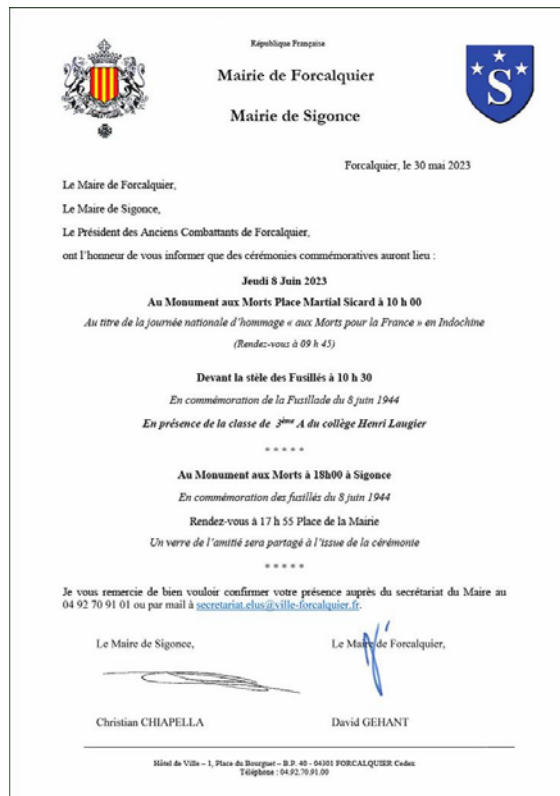 République Française
Mairie de Forcalquier
Mairie de Sigonce
S
Forcalquier, le 30 mai 2023
Le Maire de Forcalquier,
Le Maire de Sigonce,
Le Président des Anciens Combattants de Forcalquier,
ont l'honneur de vous informer que des cérémonies commémoratives auront lieu :
Jeudi 8 Juin 2023
Au Monument aux Morts Place Martial Sicard à 10 h 00
Au titre de la journée nationale d'hommage « aux Morts pour la France » en Indochine
(Rendez-vous à 09 h 45)
Devant la stèle des Fusillés à 10 h 30
En commémoration de la Fusillade du 8 juin 1944
En présence de la classe de 3ème A du collège Henri Laugier
* * * * *
Au Monument aux Morts à 18h00 à Sigonce
En commémoration des fusillés du 8 juin 1944
Rendez-vous à 17 h 55 Place de la Mairie
Un verre de l'amitié sera partagé à l'issue de la cérémonie
* * * * *
Je vous remercie de bien vouloir confirmer votre présence auprès du secrétariat du Maire au
04 92 70 91 01 ou par mail à secretariat.elus@ville-forcalquier.fr.
Le Maire de Sigonce,
Le Maire de Forcalquier,
Christian CHIAPELLA
David GEHANT
Hôtel de Ville – 1, Place du Bourguet – B.P. 40 - 04301 FORCALQUIER Cedex
Téléphone : 04.92.70.91.00